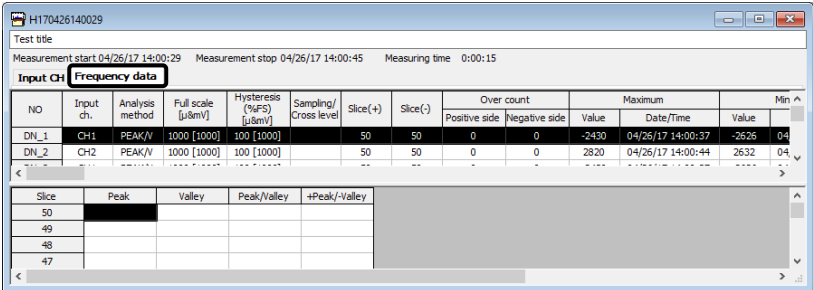 H170426140029
Test title
Measurement start 04/26/17 14:00:29 Measurement stop 04/26/17 14:00:45 Measuring time 0:00:15
Input CH Frequency data
NO Input ch. Analysis method Full scale [μ&mV] Hysteresis (%FS) [μ&mV] Sampling/ Cross level Slice(+) Slice(-) Over count Maximum Min
Positive side Negative side Value Date/Time Value
DN_1 CH1 PEAK/V 1000 [1000] 100 [1000] 50 50 0 0 -2430 04/26/17 14:00:37 -2626 04,
DN_2 CH2 PEAK/V 1000 [1000] 100 [1000] 50 50 0 0 2820 04/26/17 14:00:44 2632 04,
Slice Peak Valley Peak/Valley +Peak/-Valley
50
49
48
47